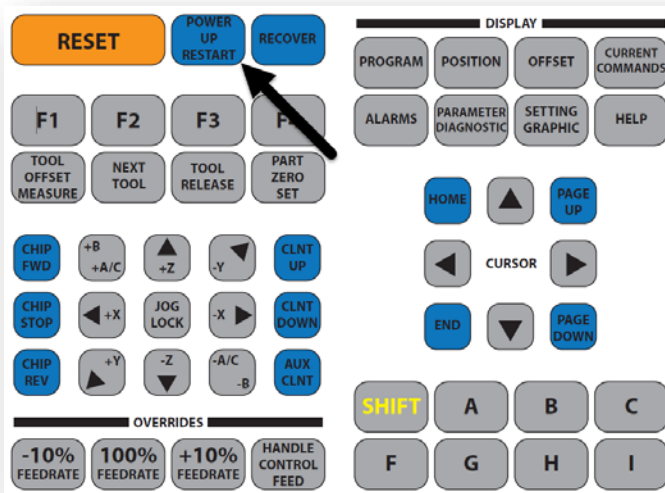 RESET
POWER
UP
RESTART
RECOVER
F1
F2
F3
TOOL
OFFSET
MEASURE
NEXT
TOOL
TOOL
RELEASE
PART
ZERO
SET
CHIP
FWD
+B
+A/C
+Z
-Y
CLNT
UP
CHIP
STOP
+X
JOG
LOCK
-X
CLNT
DOWN
CHIP
REV
+Y
-Z
-A/C
-B
AUX
CLNT
OVERRIDES
-10%
FEEDRATE
100%
FEEDRATE
+10%
FEEDRATE
HANDLE
CONTROL
FEED
DISPLAY
PROGRAM
POSITION
OFFSET
CURRENT
COMMANDS
ALARMS
PARAMETER
DIAGNOSTIC
SETTING
GRAPHIC
HELP
HOME
PAGE
UP
CURSOR
END
PAGE
DOWN
SHIFT
A
B
C
F
G
H
I